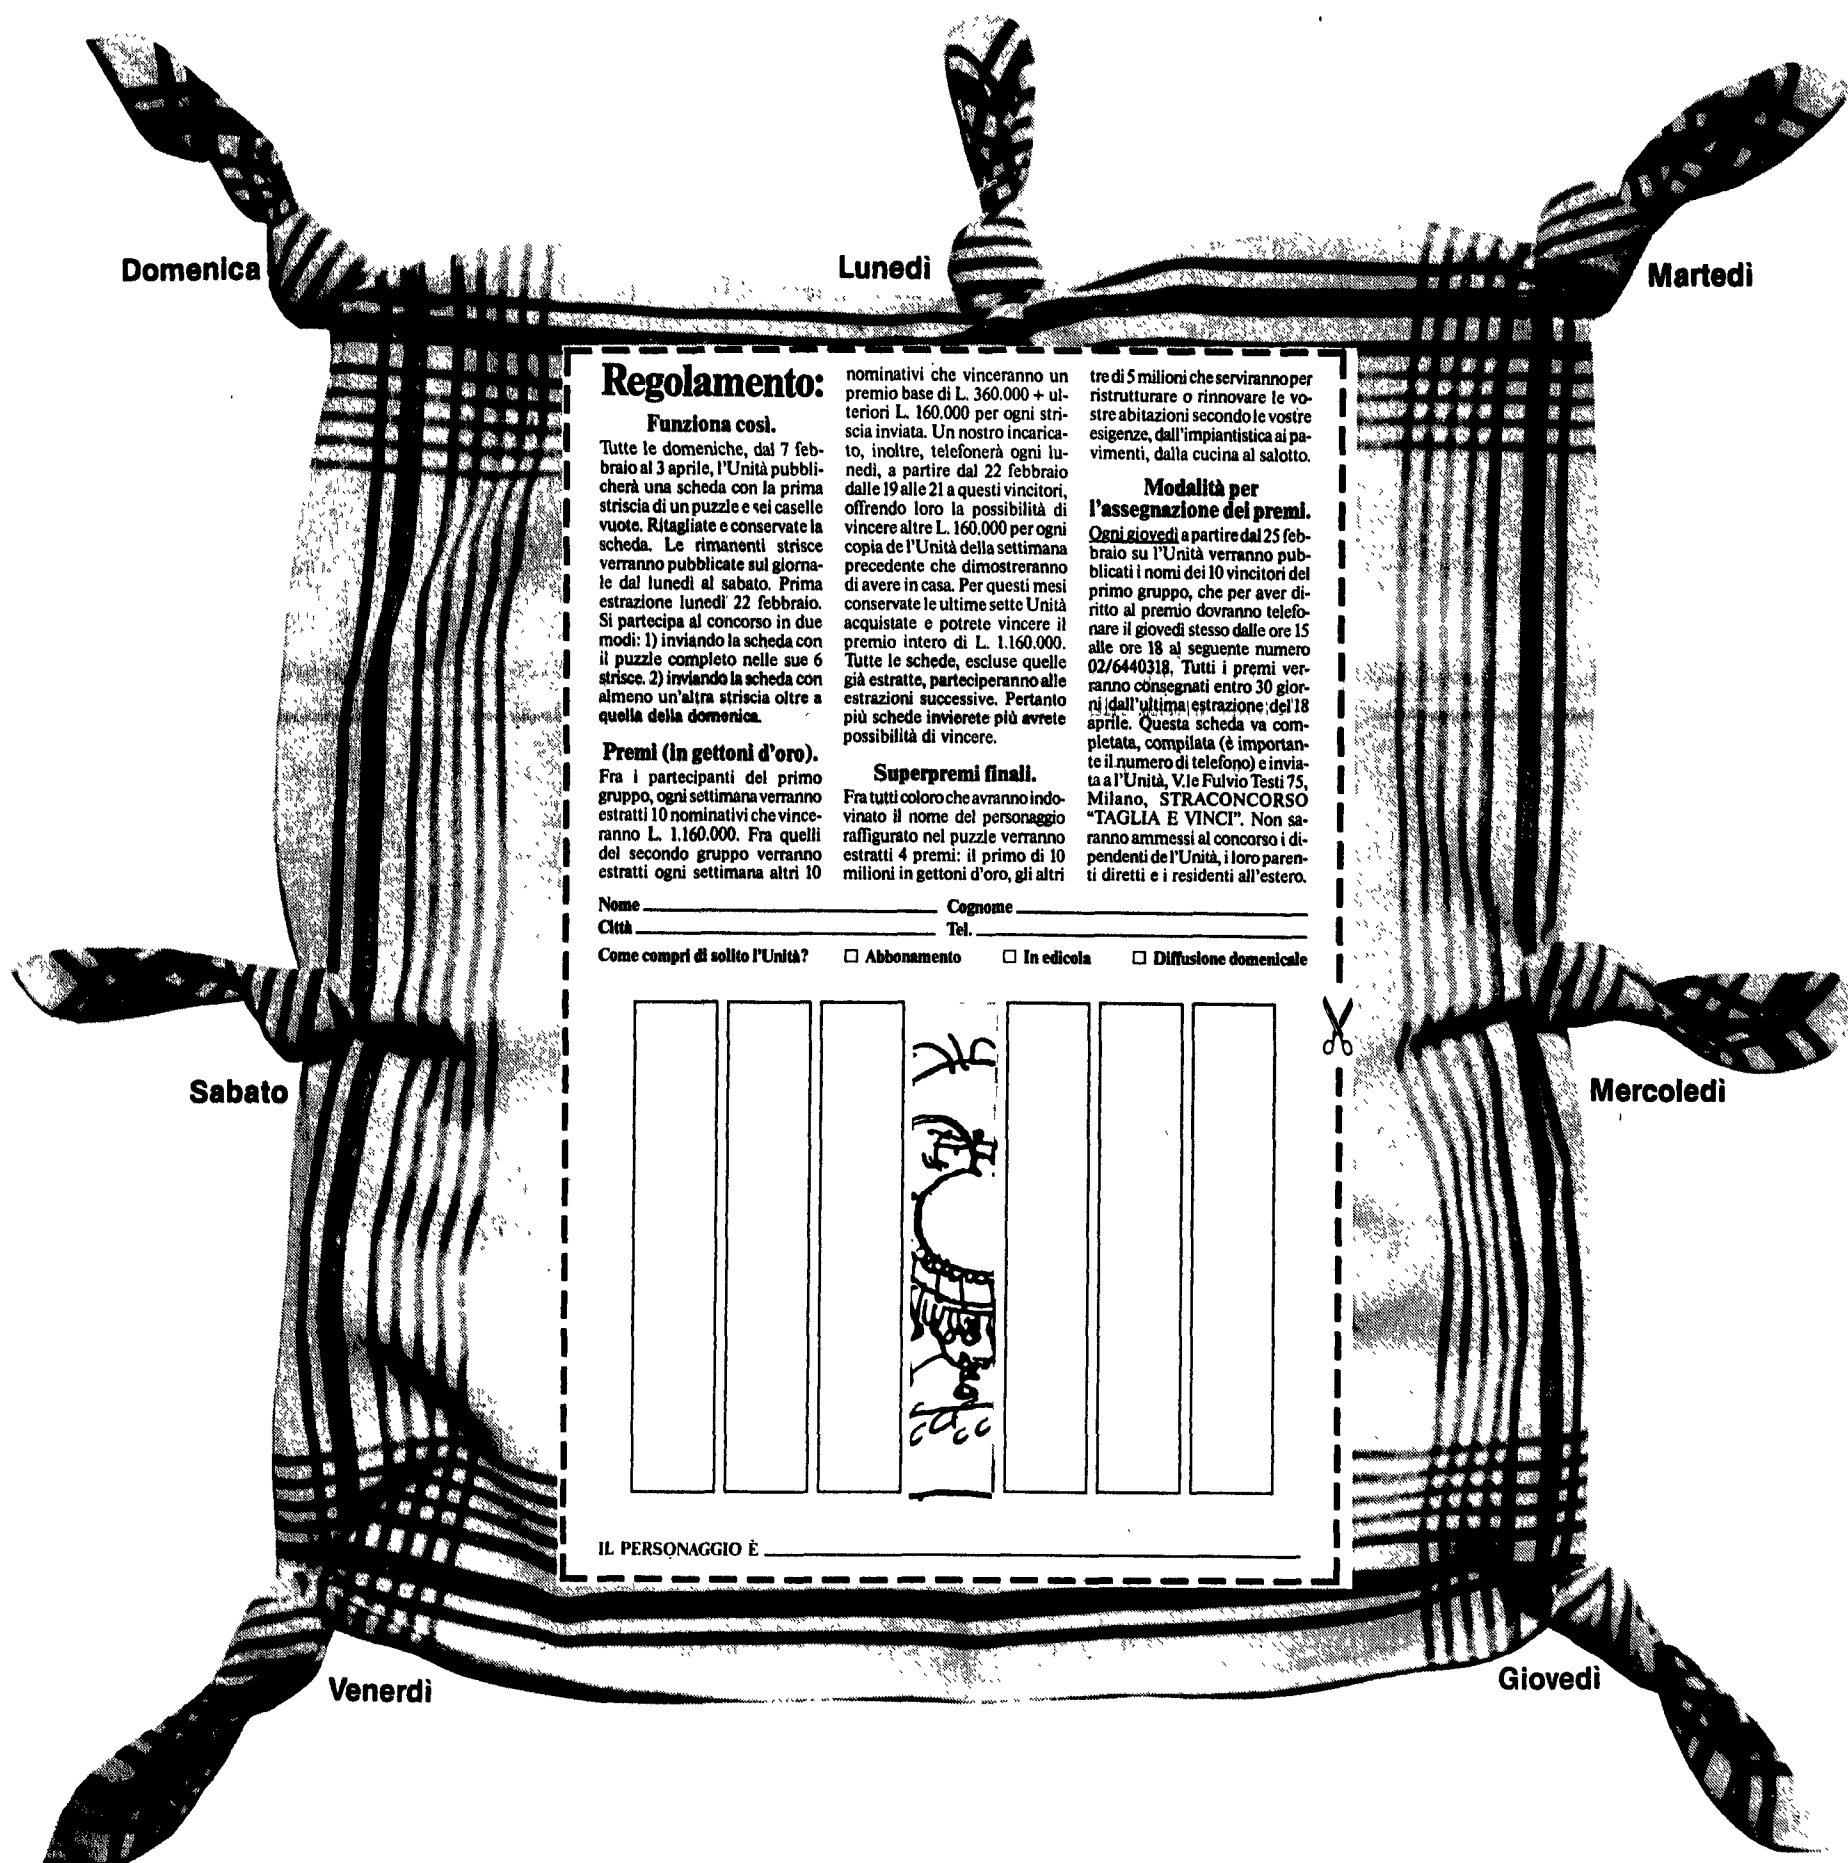 Domenica
Lunedì
Martedì
Regolamento:
Funziona così.
Tutte le domeniche, dal 7 feb-
braio al 3 aprile, l'Unità pubbli-
cherà una scheda con la prima
striscia di un puzzle e sei caselle
vuote. Ritagliate e conservate la
scheda. Le rimanenti strisce
verranno pubblicate sul giorna-
le dal lunedì al sabato. Prima
estrazione lunedì 22 febbraio.
Si partecipa al concorso in due
modi: 1) inviando la scheda con
il puzzle completo nelle sue 6
strisce. 2) inviando la scheda con
almeno un'altra striscia oltre a
quella della domenica.
Premi (in gettoni d'oro).
Fra i partecipanti del primo
gruppo, ogni settimana verranno
estratti 10 nominativi che vince-
ranno L. 1.160.000. Fra quelli
del secondo gruppo verranno
estratti ogni settimana altri 10
nominativi che vinceranno un
premio base di L. 360.000 + ul-
teriori L. 160.000 per ogni stri-
scia inviata. Un nostro incarica-
to, inoltre, telefonerà ogni lu-
nedì, a partire dal 22 febbraio
dalle 19 alle 21 a questi vincitori,
offrendo loro la possibilità di
vincere altre L. 160.000 per ogni
copia de l'Unità della settimana
precedente che dimostreranno
di avere in casa. Per questi mesi
conservate le ultime sette Unità
acquistate e potrete vincere il
premio intero di L. 1.160.000.
Tutte le schede, escluse quelle
già estratte, parteciperanno alle
estrazioni successive. Pertanto
più schede invierete più avrete
possibilità di vincere.
Superpremi finali.
Fra tutti coloro che avranno indo-
vinato il nome del personaggio
raffigurato nel puzzle verranno
estratti 4 premi: il primo di 10
milioni in gettoni d'oro, gli altri
tre di 5 milioni che serviranno per
ristrutturare o rinnovare le vo-
stre abitazioni secondo le vostre
esigenze, dall'impiantistica ai pa-
vimenti, dalla cucina al salotto.
Modalità per
l'assegnazione dei premi.
Ogni giovedì a partire dal 25 feb-
braio su l'Unità verranno pub-
blicati i nomi dei 10 vincitori del
primo gruppo, che per aver di-
ritto al premio dovranno telefo-
nare il giovedì stesso dalle ore 15
alle ore 18 al seguente numero
02/6440318. Tutti i premi ver-
ranno consegnati entro 30 gior-
ni dall'ultima estrazione del 18
aprile. Questa scheda va com-
pletata, compilata (è importan-
te il numero di telefono) e invia-
ta a l'Unità, V.le Fulvio Testi 75,
Milano, STRACONCORSO
"TAGLIA E VINCI". Non sa-
ranno ammessi al concorso i di-
pendenti de l'Unità, i loro paren-
ti diretti e i residenti all'estero.
Nome Cognome
Città Tel.
Come compri di solito l'Unità? □ Abbonamento □ In edicola □ Diffusione domenicale
Sabato
Mercoledì
IL PERSONAGGIO È
Venerdì
Giovedì